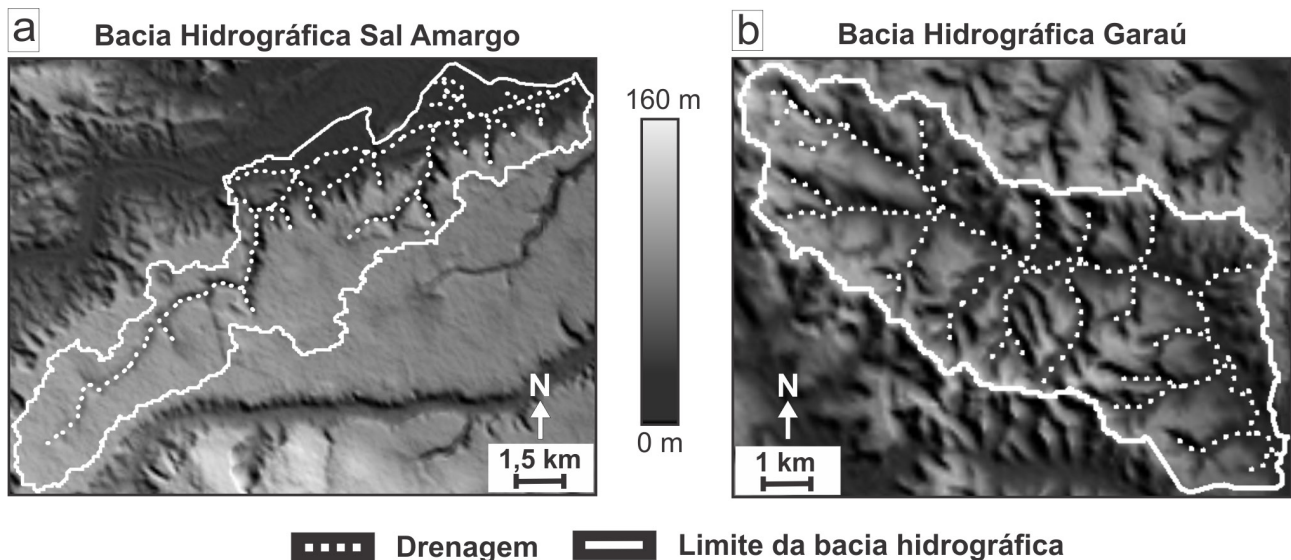 a
Bacia Hidrográfica Sal Amargo
b
Bacia Hidrográfica Garaú
160 m
0 m
N
1,5 km
N
1 km
Drenagem
Limite da bacia hidrográfica